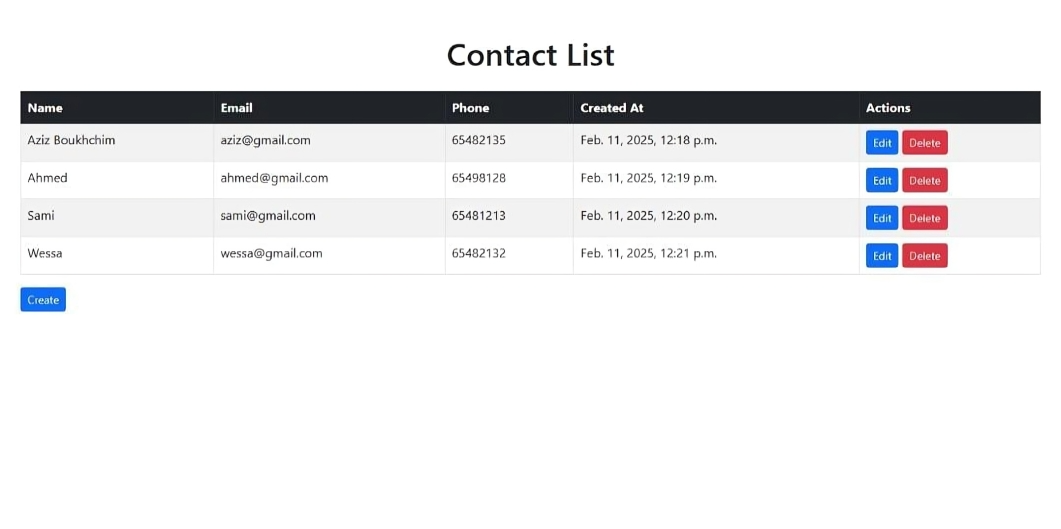 Contact List
Name Email Phone Created At Actions
Aziz Boukhchim aziz@gmail.com 65482135 Feb. 11, 2025, 12:18 p.m. Edit Delete
Ahmed ahmed@gmail.com 65498128 Feb. 11, 2025, 12:19 p.m. Edit Delete
Sami sami@gmail.com 65481213 Feb. 11, 2025, 12:20 p.m. Edit Delete
Wessa wessa@gmail.com 65482132 Feb. 11, 2025, 12:21 p.m. Edit Delete
Create